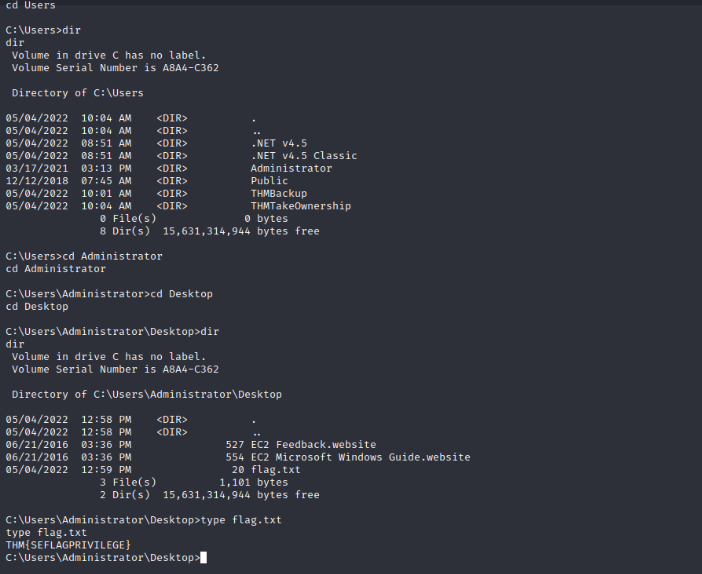 cd Users
C:\Users>dir
dir
 Volume in drive C has no label.
 Volume Serial Number is A8A4-C362
 Directory of C:\Users
05/04/2022  10:04 AM    <DIR>          .
05/04/2022  10:04 AM    <DIR>          ..
05/04/2022  08:51 AM    <DIR>          .NET v4.5
05/04/2022  08:51 AM    <DIR>          .NET v4.5 Classic
03/17/2021  03:13 PM    <DIR>          Administrator
12/12/2018  07:45 AM    <DIR>          Public
05/04/2022  10:01 AM    <DIR>          THMBackup
05/04/2022  10:04 AM    <DIR>          THMTakeOwnership
               0 File(s)              0 bytes
               8 Dir(s)  15,631,314,944 bytes free
C:\Users>cd Administrator
cd Administrator
C:\Users\Administrator>cd Desktop
cd Desktop
C:\Users\Administrator\Desktop>dir
dir
 Volume in drive C has no label.
 Volume Serial Number is A8A4-C362
 Directory of C:\Users\Administrator\Desktop
05/04/2022  12:58 PM    <DIR>          .
05/04/2022  12:58 PM    <DIR>          ..
06/21/2016  03:36 PM               527 EC2 Feedback.website
06/21/2016  03:36 PM               554 EC2 Microsoft Windows Guide.website
05/04/2022  12:59 PM                20 flag.txt
               3 File(s)          1,101 bytes
               2 Dir(s)  15,631,314,944 bytes free
C:\Users\Administrator\Desktop>type flag.txt
type flag.txt
THM{SEFLAGPRIVILEGE}
C:\Users\Administrator\Desktop>